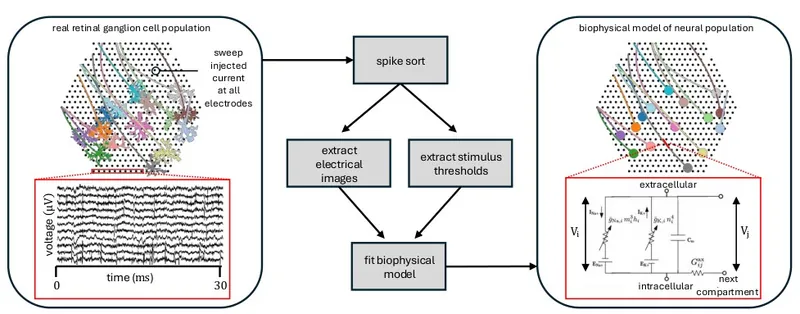 real retinal ganglion cell population
sweep
injected
current
at all
electrodes
voltage (μV)
time (ms)
0
30
spike sort
extract
electrical
images
extract stimulus
thresholds
fit biophysical
model
biophysical model of neural population
extracellular
V_i
V_j
intracellular
next
compartment